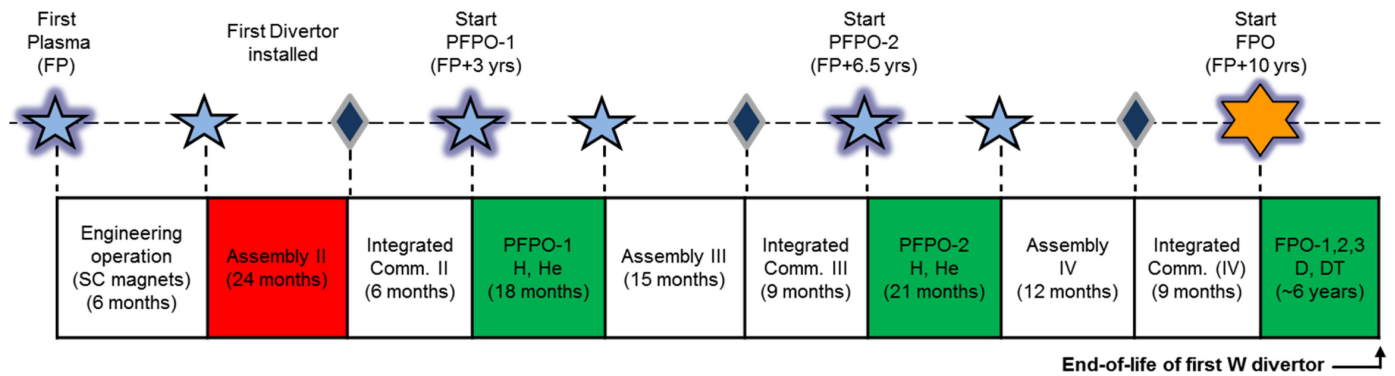 First
Plasma
(FP)
First Divertor
installed
Start
PFPO-1
(FP+3 yrs)
Start
PFPO-2
(FP+6.5 yrs)
Start
FPO
(FP+10 yrs)
Engineering
operation
(SC magnets)
(6 months)
Assembly II
(24 months)
Integrated
Comm. II
(6 months)
PFPO-1
H, He
(18 months)
Assembly III
(15 months)
Integrated
Comm. III
(9 months)
PFPO-2
H, He
(21 months)
Assembly
IV
(12 months)
Integrated
Comm. (IV)
(9 months)
FPO-1,2,3
D, DT
(~6 years)
End-of-life of first W divertor